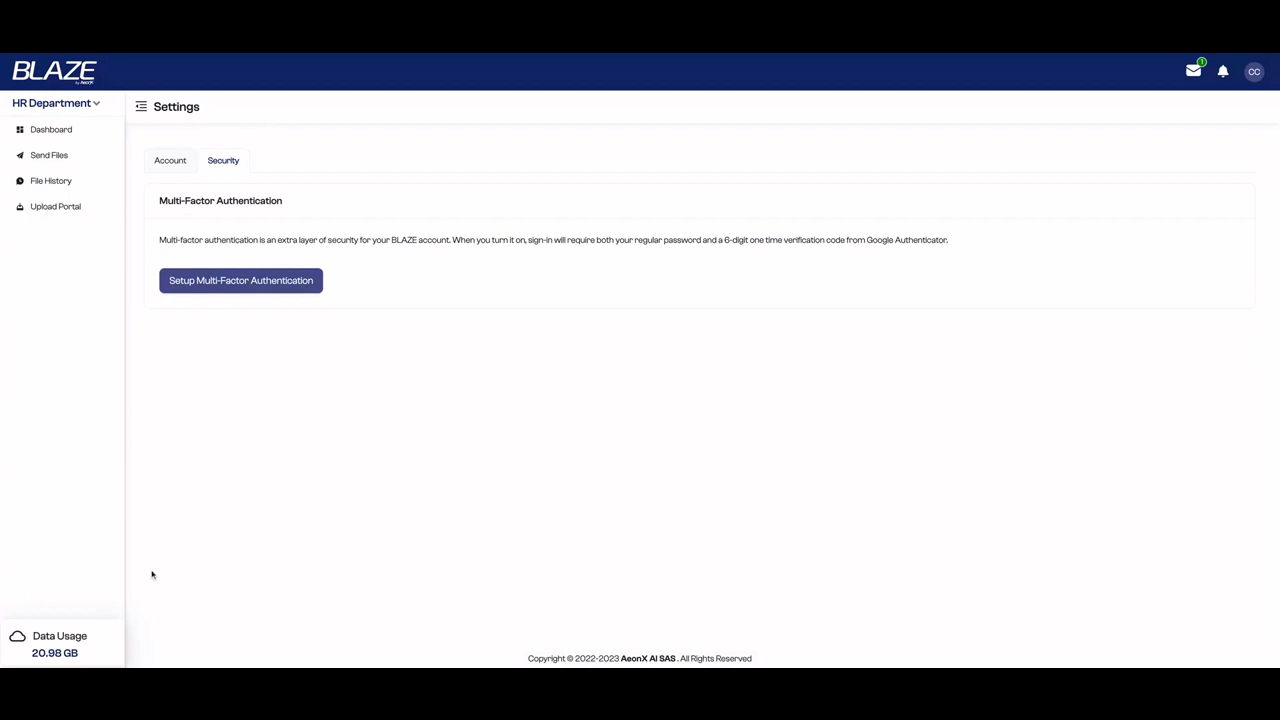 BLAZE
by AeonX
1
CC
HR Department
Settings
Dashboard
Send Files
File History
Upload Portal
Account
Security
Multi-Factor Authentication
Multi-factor authentication is an extra layer of security for your BLAZE account. When you turn it on, sign-in will require both your regular password and a 6-digit one time verification code from Google Authenticator.
Setup Multi-Factor Authentication
Data Usage
20.98 GB
Copyright © 2022-2023 AeonX AI SAS . All Rights Reserved